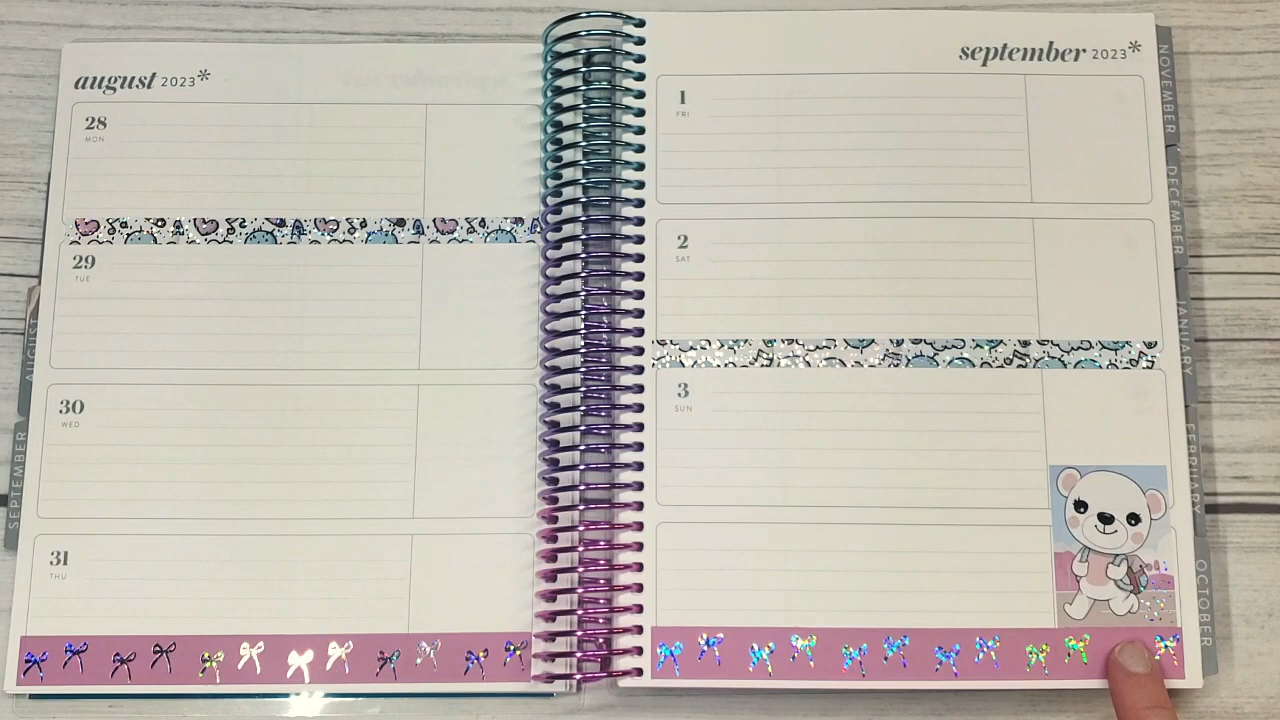 august 2023*
28
MON
29
TUE
30
WED
31
THU
september 2023*
1
FRI
2
SAT
3
SUN
AUGUST
SEPTEMBER
NOVEMBER
DECEMBER
JANUARY
FEBRUARY
OCTOBER